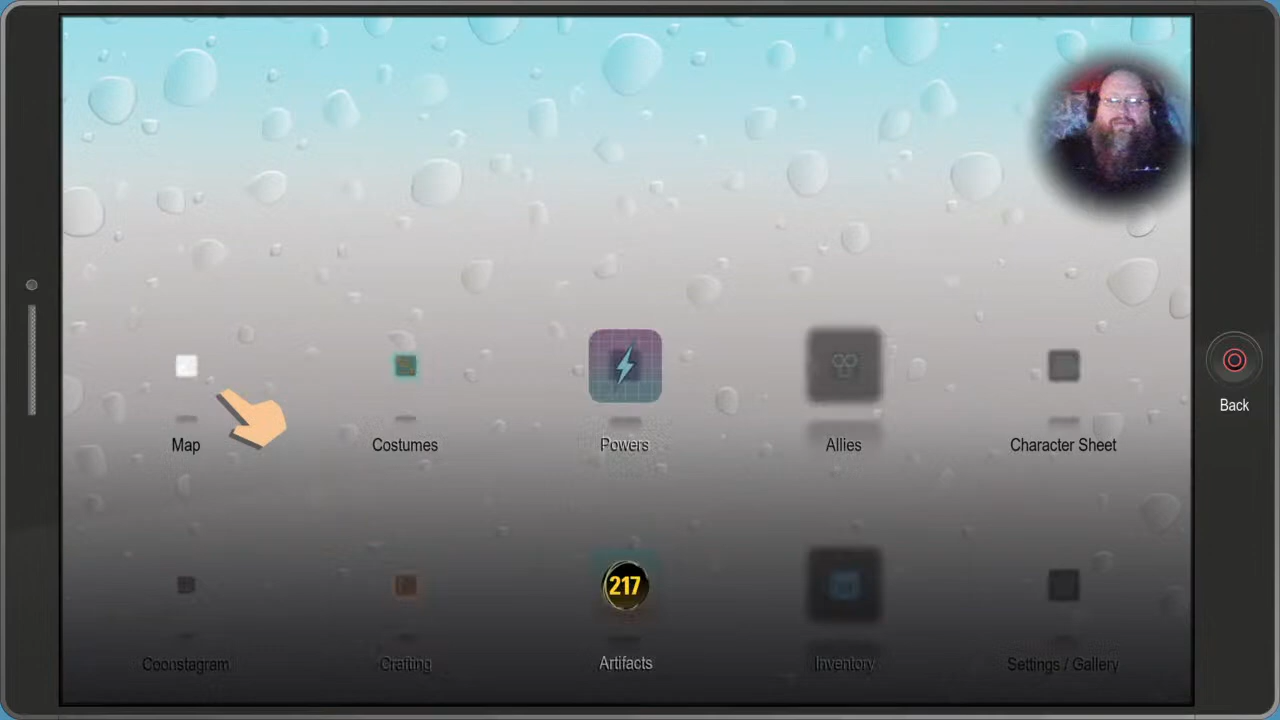 Back
Map
Costumes
Powers
Allies
Character Sheet
217
Coonstagram
Crafting
Artifacts
Inventory
Settings / Gallery